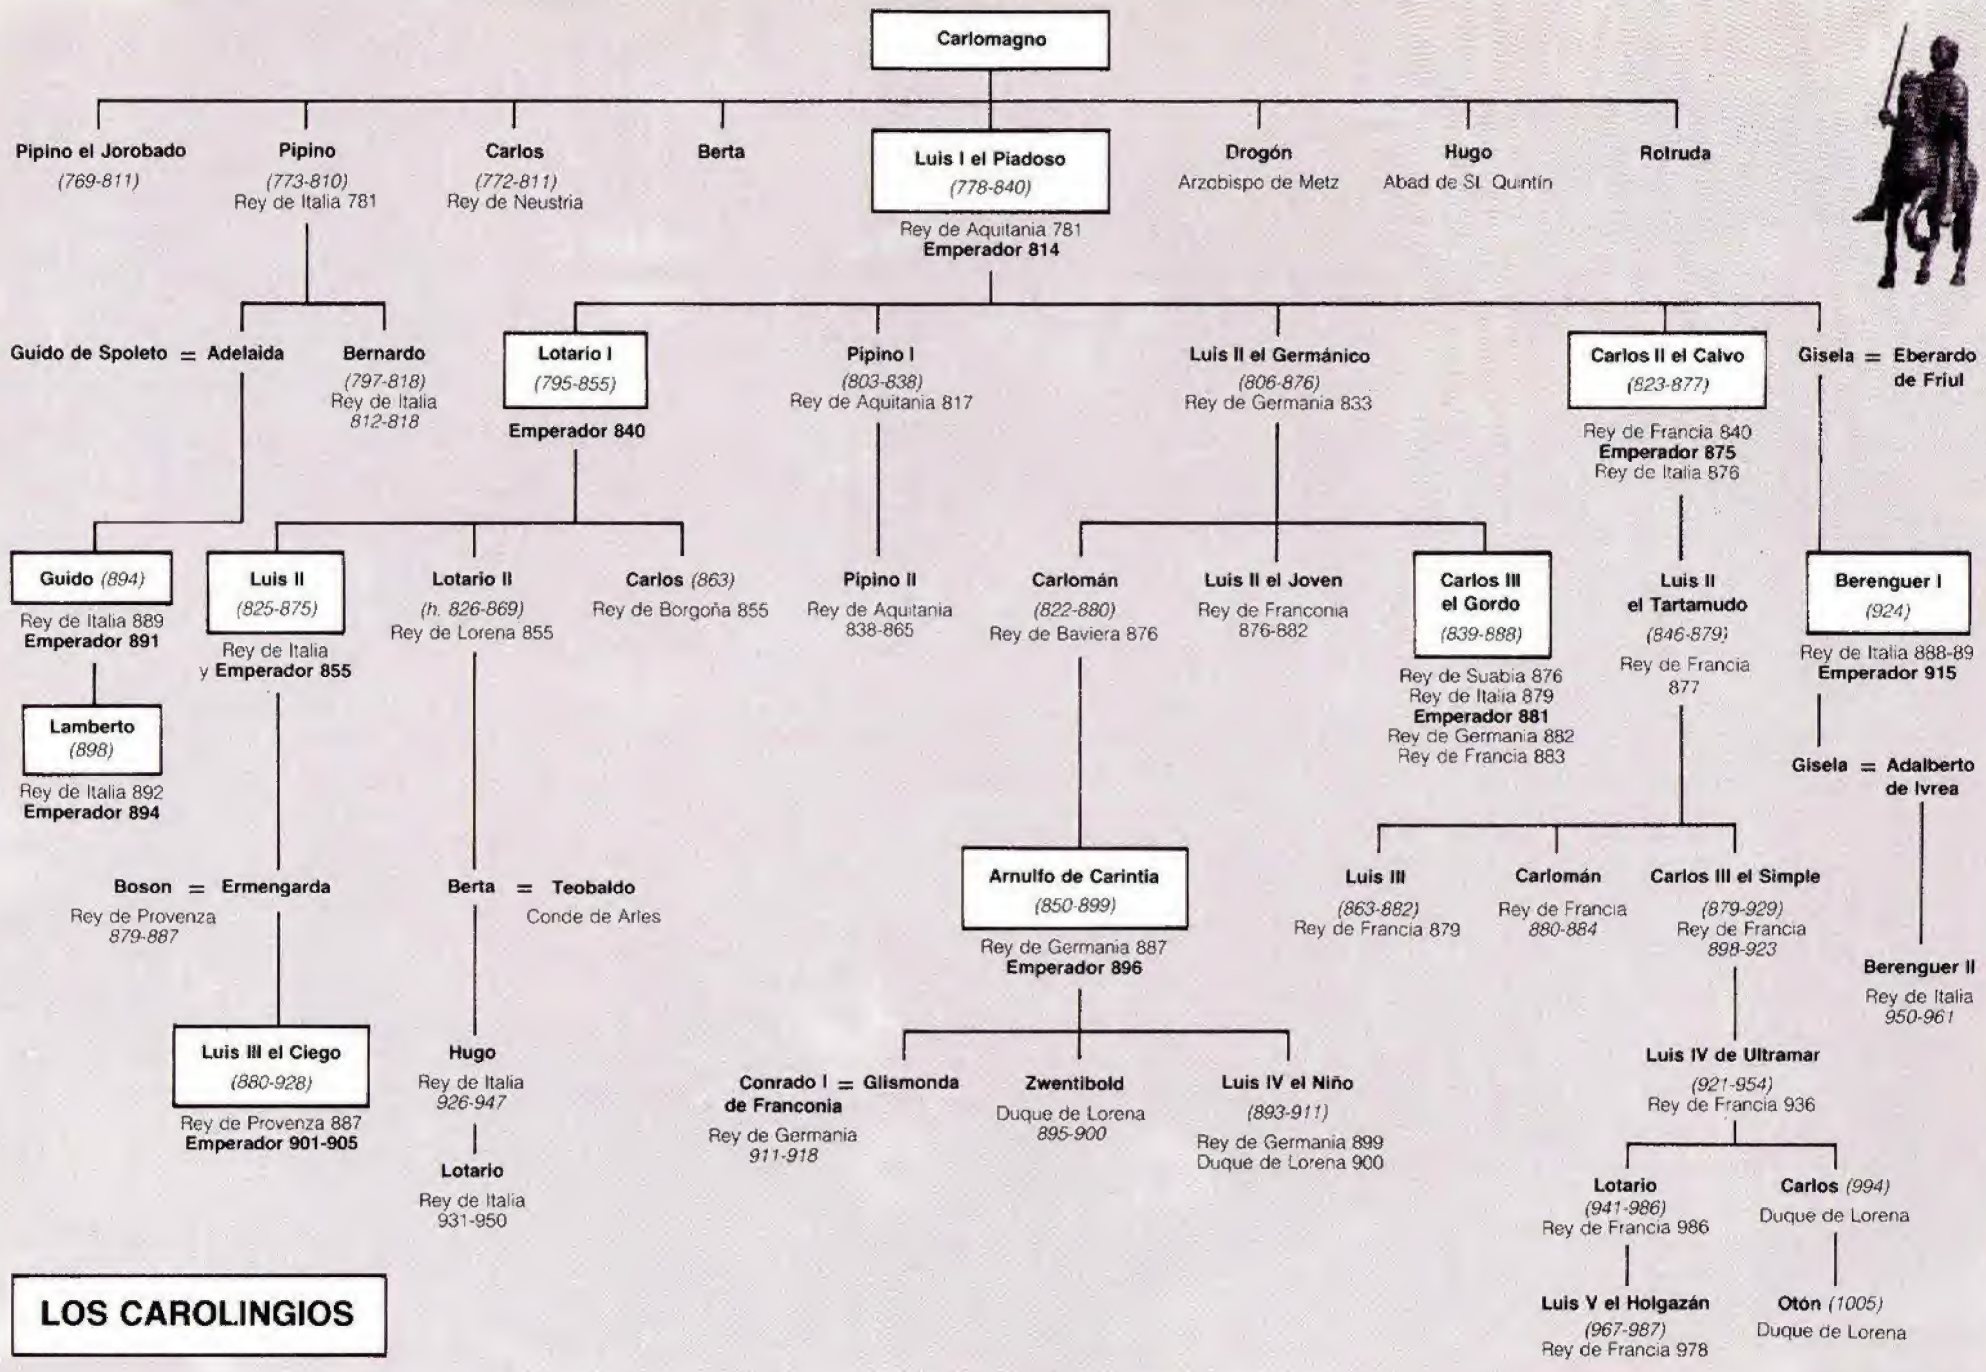 Carlomagno
Pipino el Jorobado
(769-811)
Pipino
(773-810)
Rey de Italia 781
Carlos
(772-811)
Rey de Neustria
Berta
Luis I el Piadoso
(778-840)
Rey de Aquitania 781
Emperador 814
Drogón
Arzobispo de Metz
Hugo
Abad de St. Quintín
Rotruda
Guido de Spoleto = Adelaida
Bernardo
(797-818)
Rey de Italia
812-818
Lotario I
(795-855)
Emperador 840
Pipino I
(803-838)
Rey de Aquitania 817
Luis II el Germánico
(806-876)
Rey de Germania 833
Carlos II el Calvo
(823-877)
Rey de Francia 840
Emperador 875
Rey de Italia 876
Gisela = Eberardo
de Friul
Guido (894)
Rey de Italia 889
Emperador 891
Luis II
(825-875)
Rey de Italia
y Emperador 855
Lotario II
(h. 826-869)
Rey de Lorena 855
Carlos (863)
Rey de Borgoña 855
Pipino II
Rey de Aquitania
838-865
Carlomán
(822-880)
Rey de Baviera 876
Luis II el Joven
Rey de Franconia
876-882
Carlos III
el Gordo
(839-888)
Rey de Suabia 876
Rey de Italia 879
Emperador 881
Rey de Germania 882
Rey de Francia 883
Luis II
el Tartamudo
(846-879)
Rey de Francia
877
Berenguer I
(924)
Rey de Italia 888-89
Emperador 915
Lamberto
(898)
Rey de Italia 892
Emperador 894
Gisela = Adalberto
de Ivrea
Boson = Ermengarda
Rey de Provenza
879-887
Berta = Teobaldo
Conde de Arles
Arnulfo de Carintia
(850-899)
Rey de Germania 887
Emperador 896
Luis III
(863-882)
Rey de Francia 879
Carlomán
Rey de Francia
880-884
Carlos III el Simple
(879-929)
Rey de Francia
898-923
Berenguer II
Rey de Italia
950-961
Luis III el Ciego
(880-928)
Rey de Provenza 887
Emperador 901-905
Hugo
Rey de Italia
926-947
Conrado I = Glismonda
de Franconia
Rey de Germania
911-918
Zwentibold
Duque de Lorena
895-900
Luis IV el Niño
(893-911)
Rey de Germania 899
Duque de Lorena 900
Luis IV de Ultramar
(921-954)
Rey de Francia 936
Lotario
Rey de Italia
931-950
Lotario
(941-986)
Rey de Francia 986
Carlos (994)
Duque de Lorena
Luis V el Holgazán
(967-987)
Rey de Francia 978
Otón (1005)
Duque de Lorena
LOS CAROLINGIOS